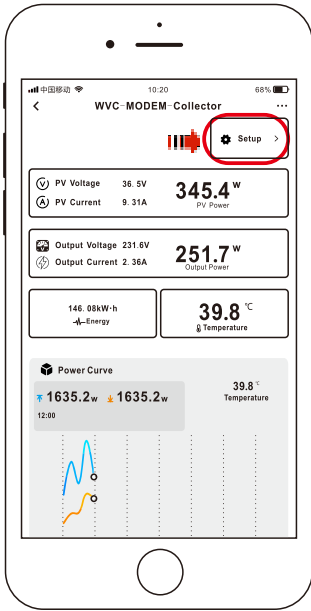 中国移动 10:20 68%
WVC-MODEM-Collector ...
Setup >
V PV Voltage 36.5V
A PV Current 9.31A
345.4 W
PV Power
Output Voltage 231.6V
Output Current 2.36A
251.7 W
Output Power
146.08kW·h
Energy
39.8 ℃
Temperature
Power Curve
1635.2w 1635.2w
12:00
39.8 ℃
Temperature